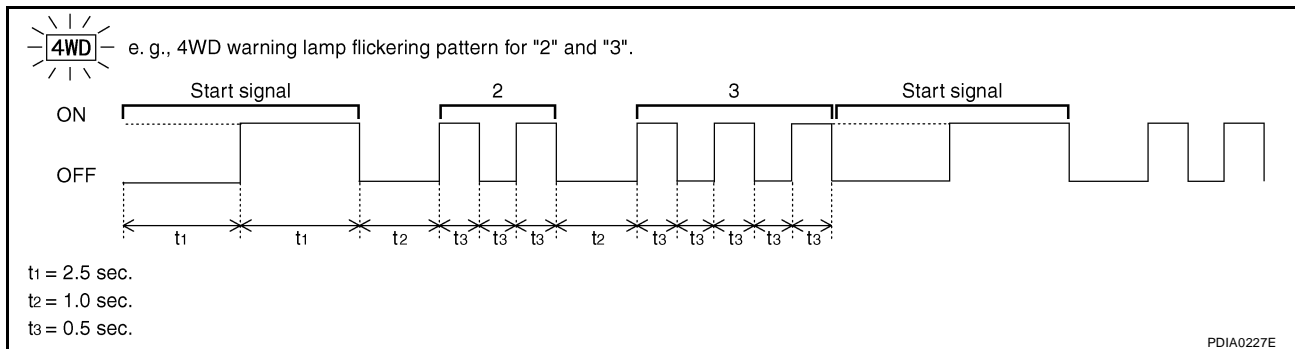 4WD e. g., 4WD warning lamp flickering pattern for "2" and "3".
Start signal 2 3 Start signal
ON
OFF
t1 t1 t2 t3 t3 t3 t2 t3 t3 t3 t3 t3
t1 = 2.5 sec.
t2 = 1.0 sec.
t3 = 0.5 sec.
PDIA0227E